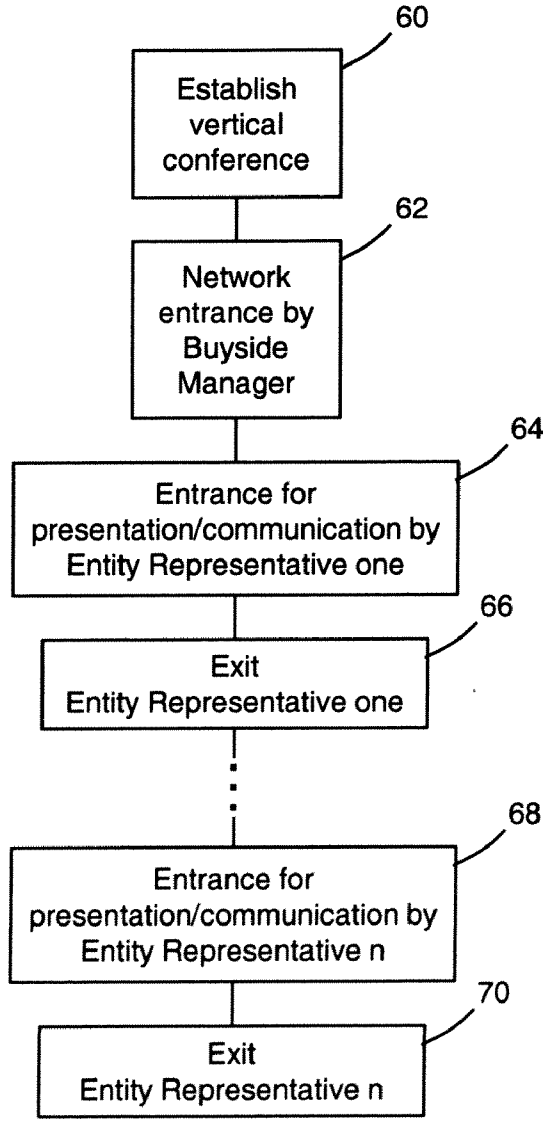 60
Establish
vertical
conference
62
Network
entrance by
Buyside
Manager
64
Entrance for
presentation/communication by
Entity Representative one
66
Exit
Entity Representative one
68
Entrance for
presentation/communication by
Entity Representative n
70
Exit
Entity Representative n